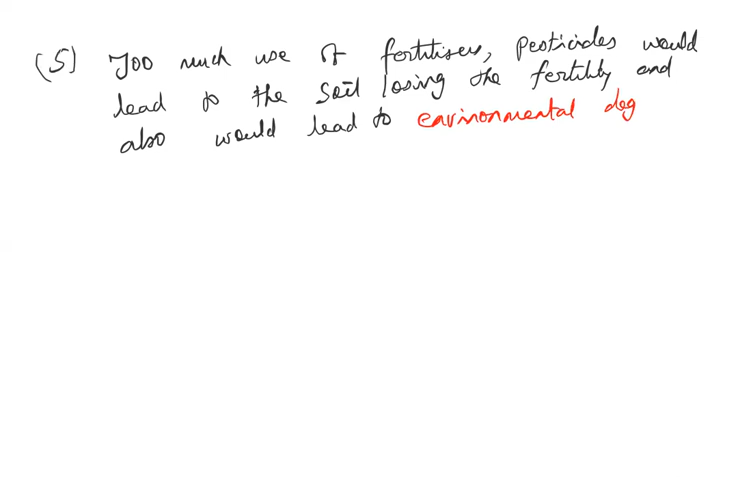 (5) Too much use of fertiliser, pesticides would
lead to the soil losing the fertility and
also would lead to environmental deg